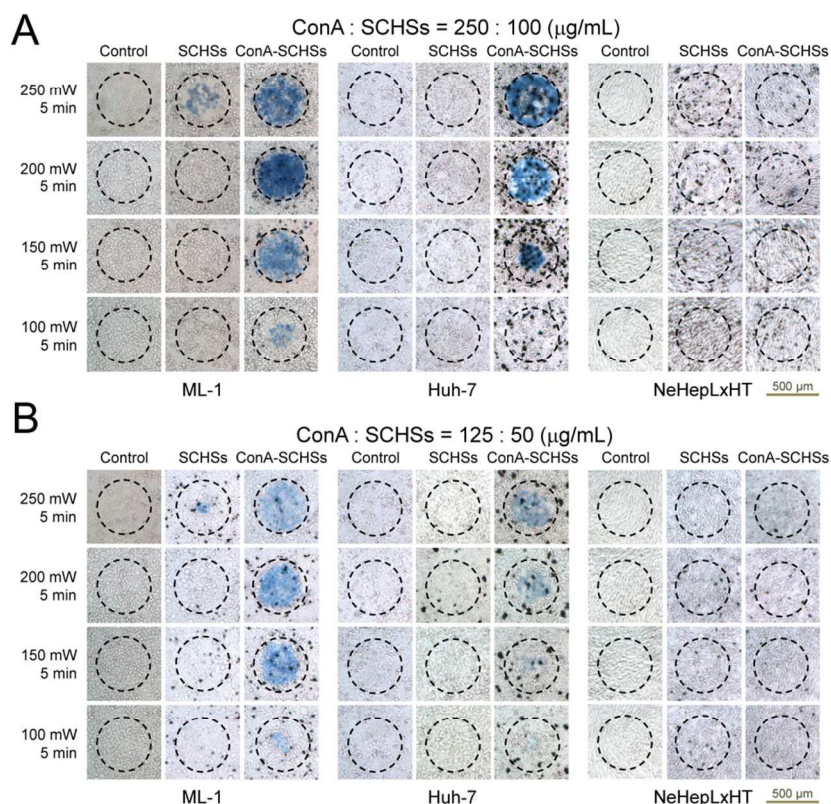 A
ConA : SCHSs = 250 : 100 (μg/mL)
Control SCHSs ConA-SCHSs Control SCHSs ConA-SCHSs Control SCHSs ConA-SCHSs
250 mW
5 min
200 mW
5 min
150 mW
5 min
100 mW
5 min
ML-1 Huh-7 NeHepLxHT 500 μm
B
ConA : SCHSs = 125 : 50 (μg/mL)
Control SCHSs ConA-SCHSs Control SCHSs ConA-SCHSs Control SCHSs ConA-SCHSs
250 mW
5 min
200 mW
5 min
150 mW
5 min
100 mW
5 min
ML-1 Huh-7 NeHepLxHT 500 μm